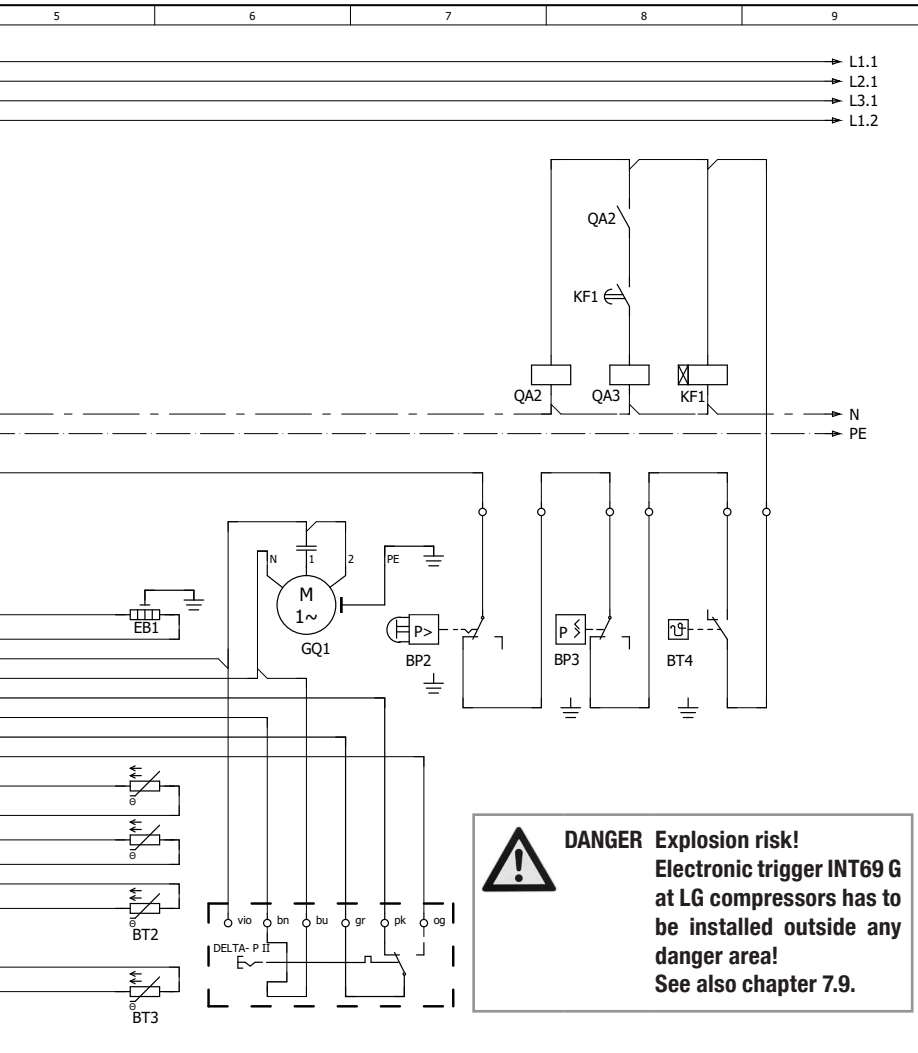 5 6 7 8 9
L1.1
L2.1
L3.1
L1.2
QA2
KF1
QA2 QA3 KF1
N
PE
N 1 2 PE
M
1~
GQ1
EB1
P>
BP2
P
BP3
ϑ
BT4
Θ
Θ
Θ
BT2
Θ
BT3
vio bn bu gr pk og
DELTA- P II
DANGER Explosion risk!
Electronic trigger INT69 G
at LG compressors has to
be installed outside any
danger area!
See also chapter 7.9.